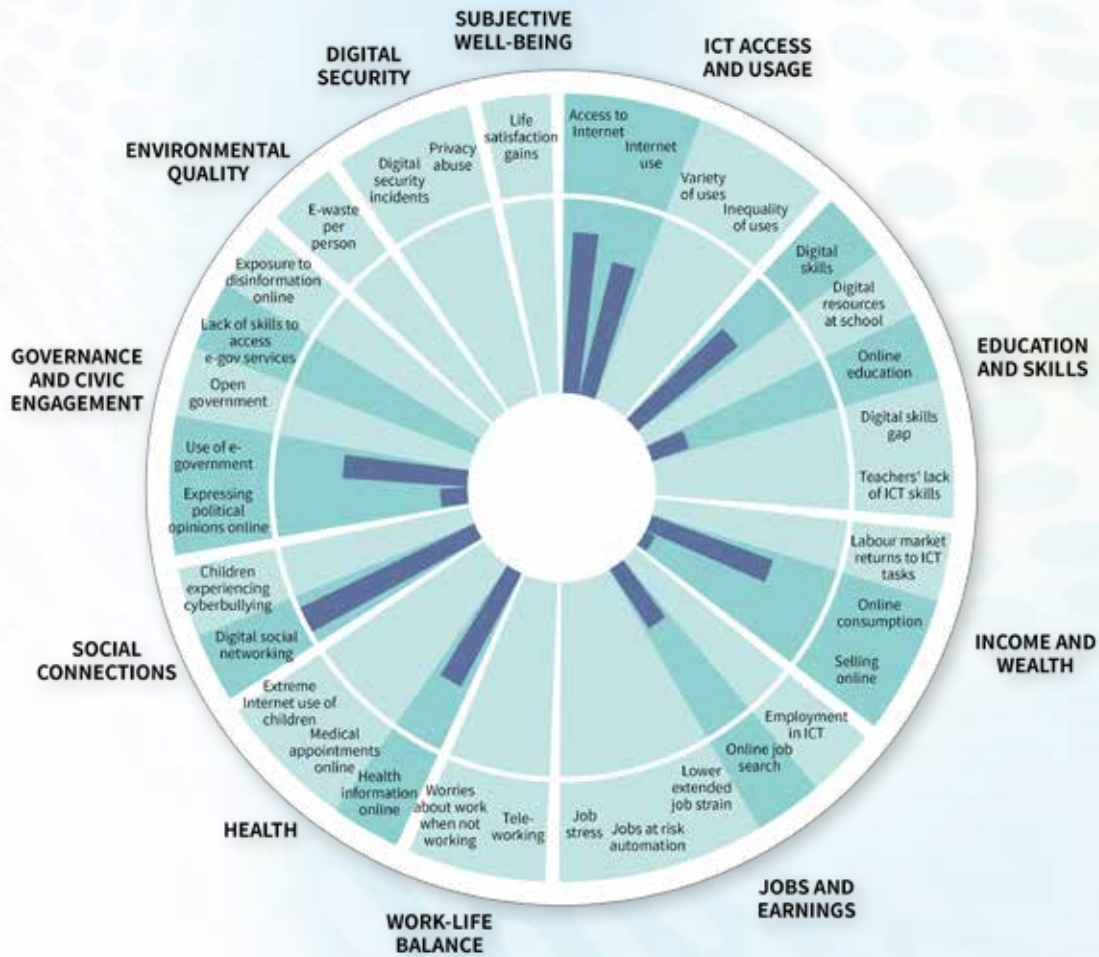 SUBJECTIVE
WELL-BEING
ICT ACCESS
AND USAGE
Access to
Internet
Internet
use
Variety
of uses
Inequality
of uses
EDUCATION
AND SKILLS
Digital
skills
Digital
resources
at school
Online
education
Digital skills
gap
Teachers' lack
of ICT skills
INCOME AND
WEALTH
Labour market
returns to ICT
tasks
Online
consumption
Selling
online
JOBS AND
EARNINGS
Employment
in ICT
Online job
search
Lower
extended
job strain
Jobs at risk
automation
Job
stress
WORK-LIFE
BALANCE
Tele-
working
Worries
about work
when not
working
HEALTH
Health
information
online
Medical
appointments
online
Extreme
Internet use of
children
SOCIAL
CONNECTIONS
Digital social
networking
Children
experiencing
cyberbullying
GOVERNANCE
AND CIVIC
ENGAGEMENT
Expressing
political
opinions online
Use of e-
government
Open
government
Lack of skills to
access
e-gov services
Exposure to
disinformation
online
ENVIRONMENTAL
QUALITY
E-waste
per
person
DIGITAL
SECURITY
Digital
security
incidents
Privacy
abuse
Life
satisfaction
gains